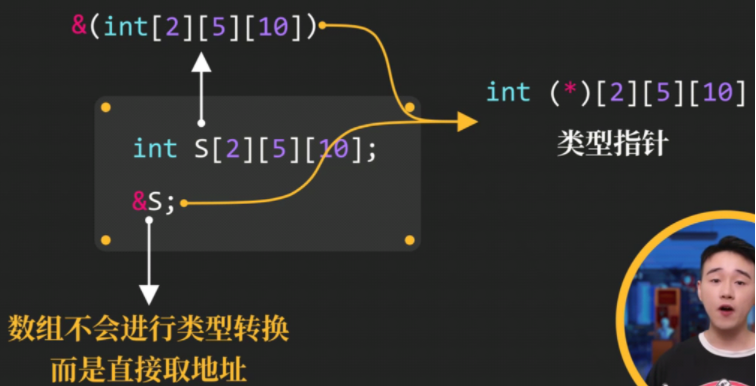 &(int[2][5][10])
int (*)[2][5][10]
类型指针
int S[2][5][10];
&S;
数组不会进行类型转换
而是直接取地址